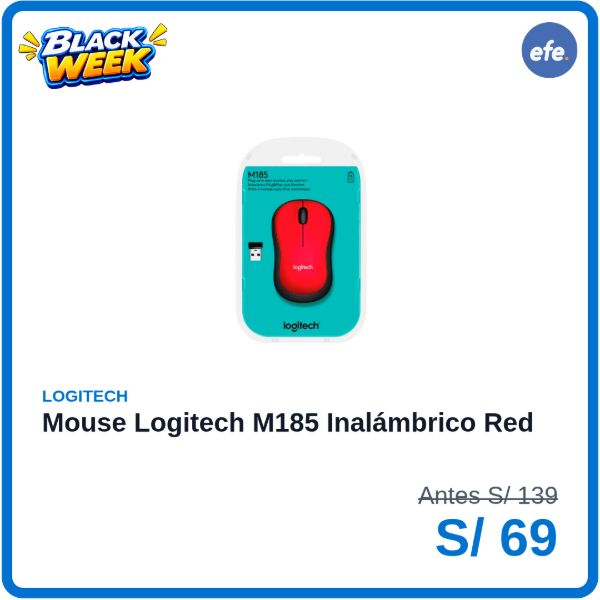 BLACK
WEEK
efe.
M185
logitech
logitech
LOGITECH
Mouse Logitech M185 Inalámbrico Red
Antes S/ 139
S/ 69